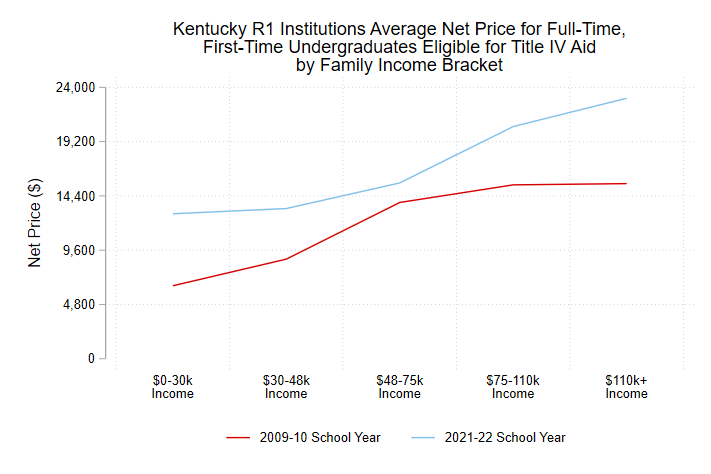 Kentucky R1 Institutions Average Net Price for Full-Time,
First-Time Undergraduates Eligible for Title IV Aid
by Family Income Bracket
Net Price ($)
24,000
19,200
14,400
9,600
4,800
0
$0-30k
Income
$30-48k
Income
$48-75k
Income
$75-110k
Income
$110k+
Income
2009-10 School Year
2021-22 School Year